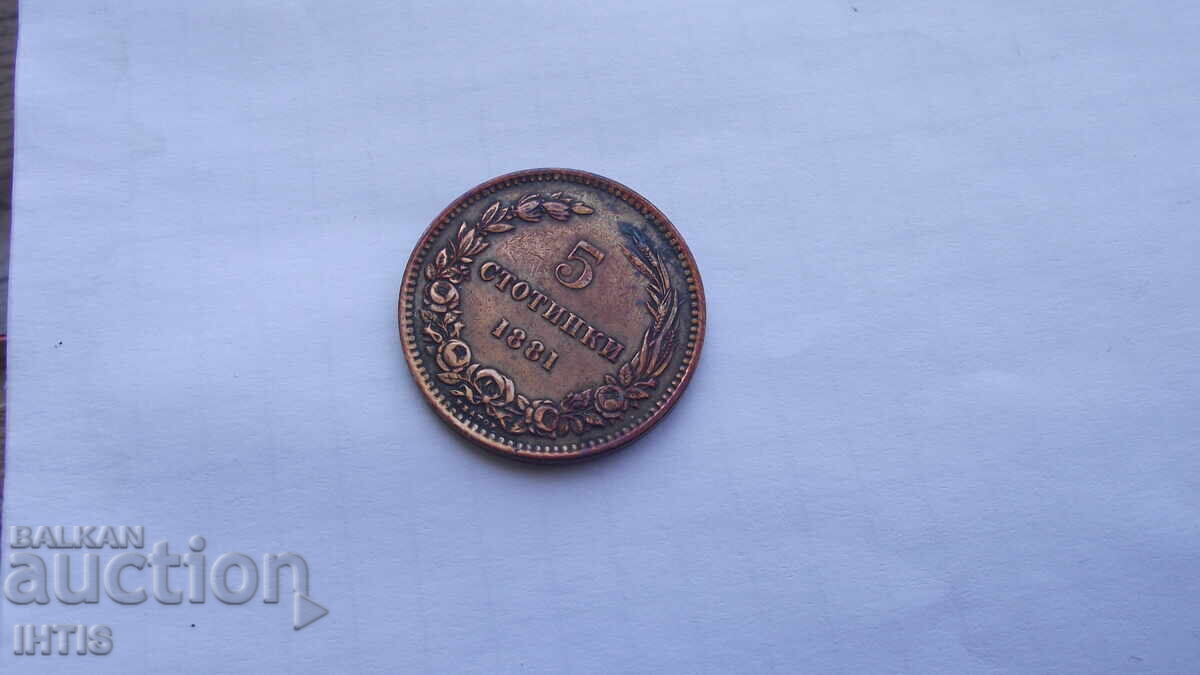 5
СТОТИНКИ
1881
BALKAN
auction
IHTIS